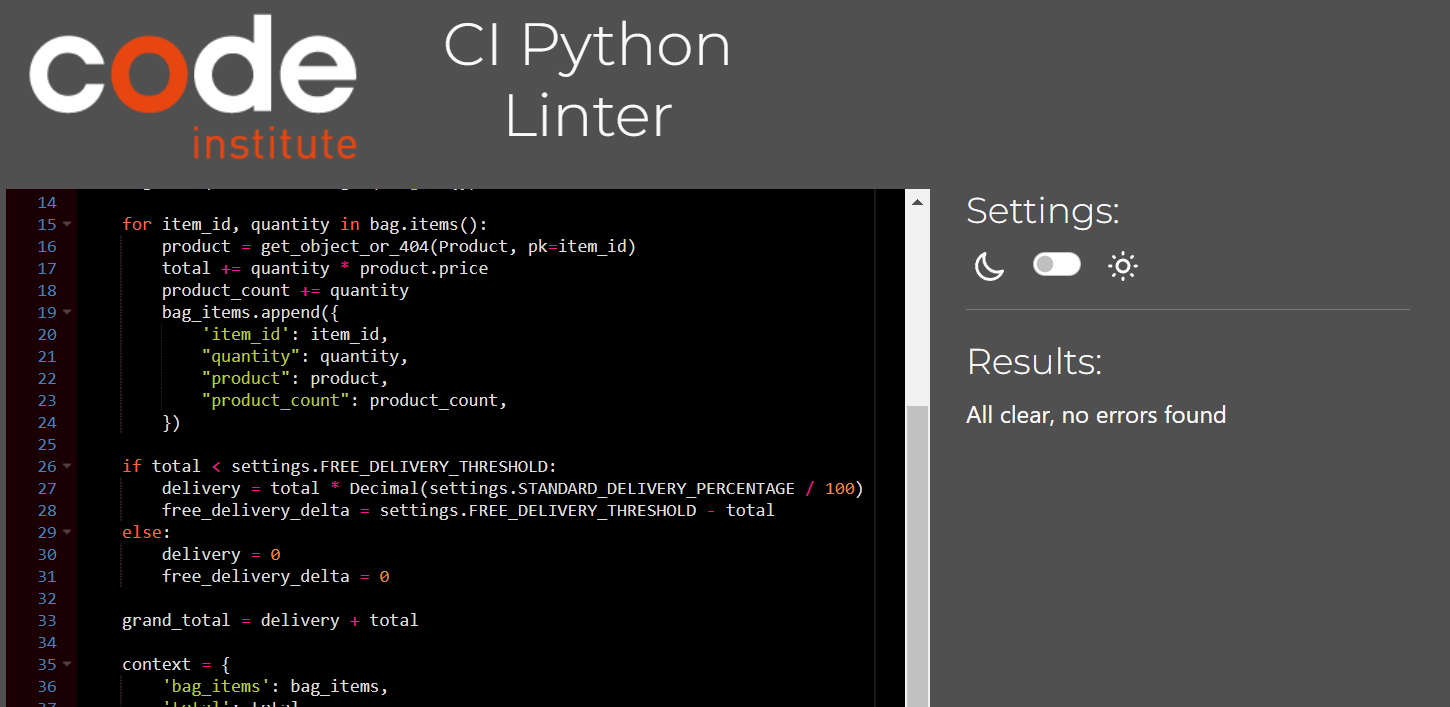 code
institute
CI Python
Linter
14
15 for item_id, quantity in bag.items():
16 product = get_object_or_404(Product, pk=item_id)
17 total += quantity * product.price
18 product_count += quantity
19 bag_items.append({
20 'item_id': item_id,
21 "quantity": quantity,
22 "product": product,
23 "product_count": product_count,
24 })
25
26 if total < settings.FREE_DELIVERY_THRESHOLD:
27 delivery = total * Decimal(settings.STANDARD_DELIVERY_PERCENTAGE / 100)
28 free_delivery_delta = settings.FREE_DELIVERY_THRESHOLD - total
29 else:
30 delivery = 0
31 free_delivery_delta = 0
32
33 grand_total = delivery + total
34
35 context = {
36 'bag_items': bag_items,
37 'total': total
Settings:
Results:
All clear, no errors found